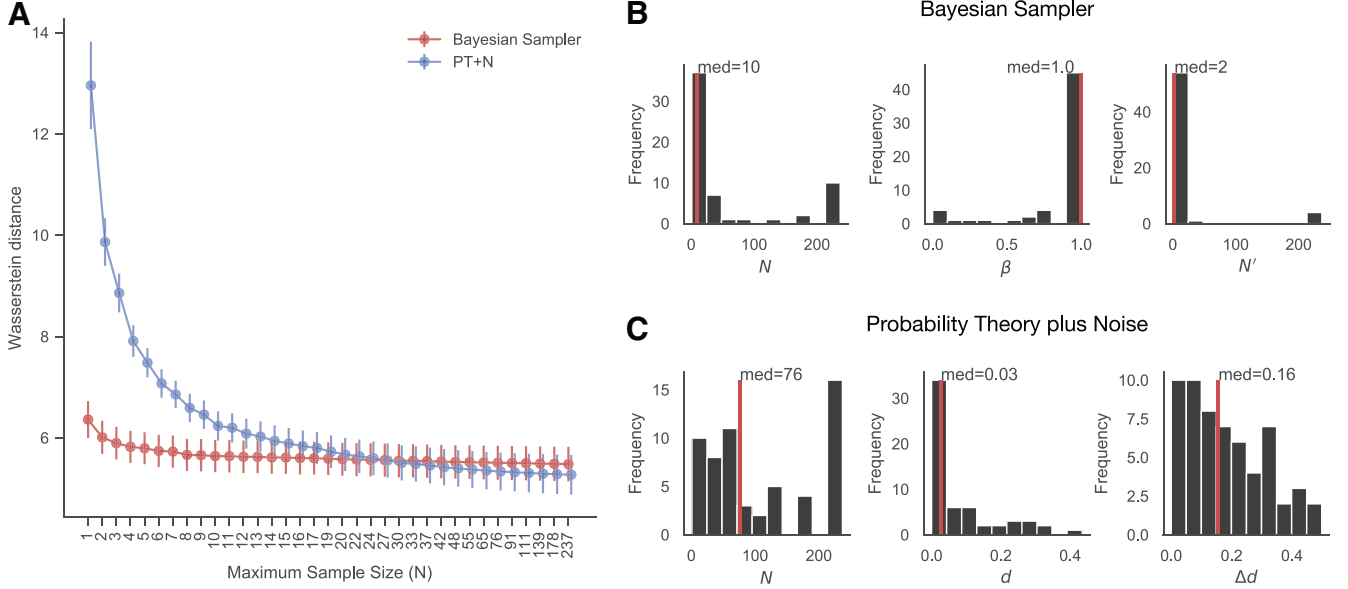 A
14
12
10
8
6
Wasserstein distance
Bayesian Sampler
PT+N
1 2 3 4 5 6 7 8 9 10 11 12 13 14 15 16 17 19 20 22 24 27 30 33 37 42 48 55 65 76 91 111 139 178 237
Maximum Sample Size (N)
B
Bayesian Sampler
med=10
30
20
10
0
Frequency
0 100 200
N
med=1.0
40
30
20
10
0
Frequency
0.0 0.5 1.0
β
med=2
40
20
0
Frequency
0 100 200
N′
C
Probability Theory plus Noise
med=76
15
10
5
0
Frequency
0 100 200
N
med=0.03
30
20
10
0
Frequency
0.0 0.2 0.4
d
med=0.16
10.0
7.5
5.0
2.5
0.0
Frequency
0.0 0.2 0.4
Δd